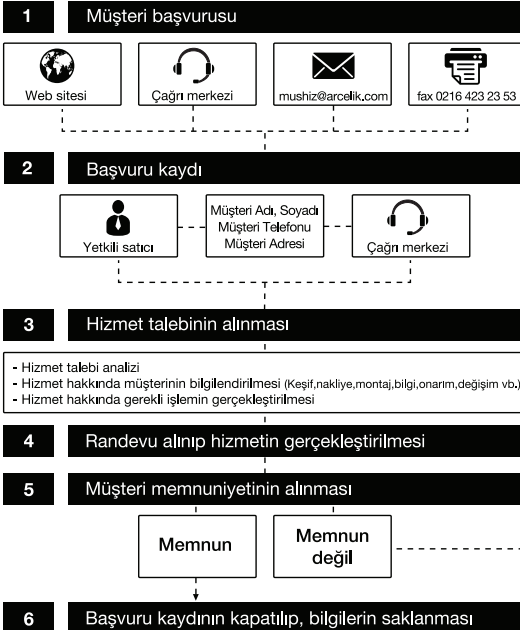 1 Müşteri başvurusu
Web sitesi
Çağrı merkezi
mushiz@arcelik.com
fax 0216 423 23 53
2 Başvuru kaydı
Yetkili satıcı
Müşteri Adı, Soyadı
Müşteri Telefonu
Müşteri Adresi
Çağrı merkezi
3 Hizmet talebinin alınması
- Hizmet talebi analizi
- Hizmet hakkında müşterinin bilgilendirilmesi (Keşif,nakliye,montaj,bilgi,onarım,değişim vb.)
- Hizmet hakkında gerekli işlemin gerçekleştirilmesi
4 Randevu alınıp hizmetin gerçekleştirilmesi
5 Müşteri memnuniyetinin alınması
Memnun
Memnun
değil
6 Başvuru kaydının kapatılıp, bilgilerin saklanması